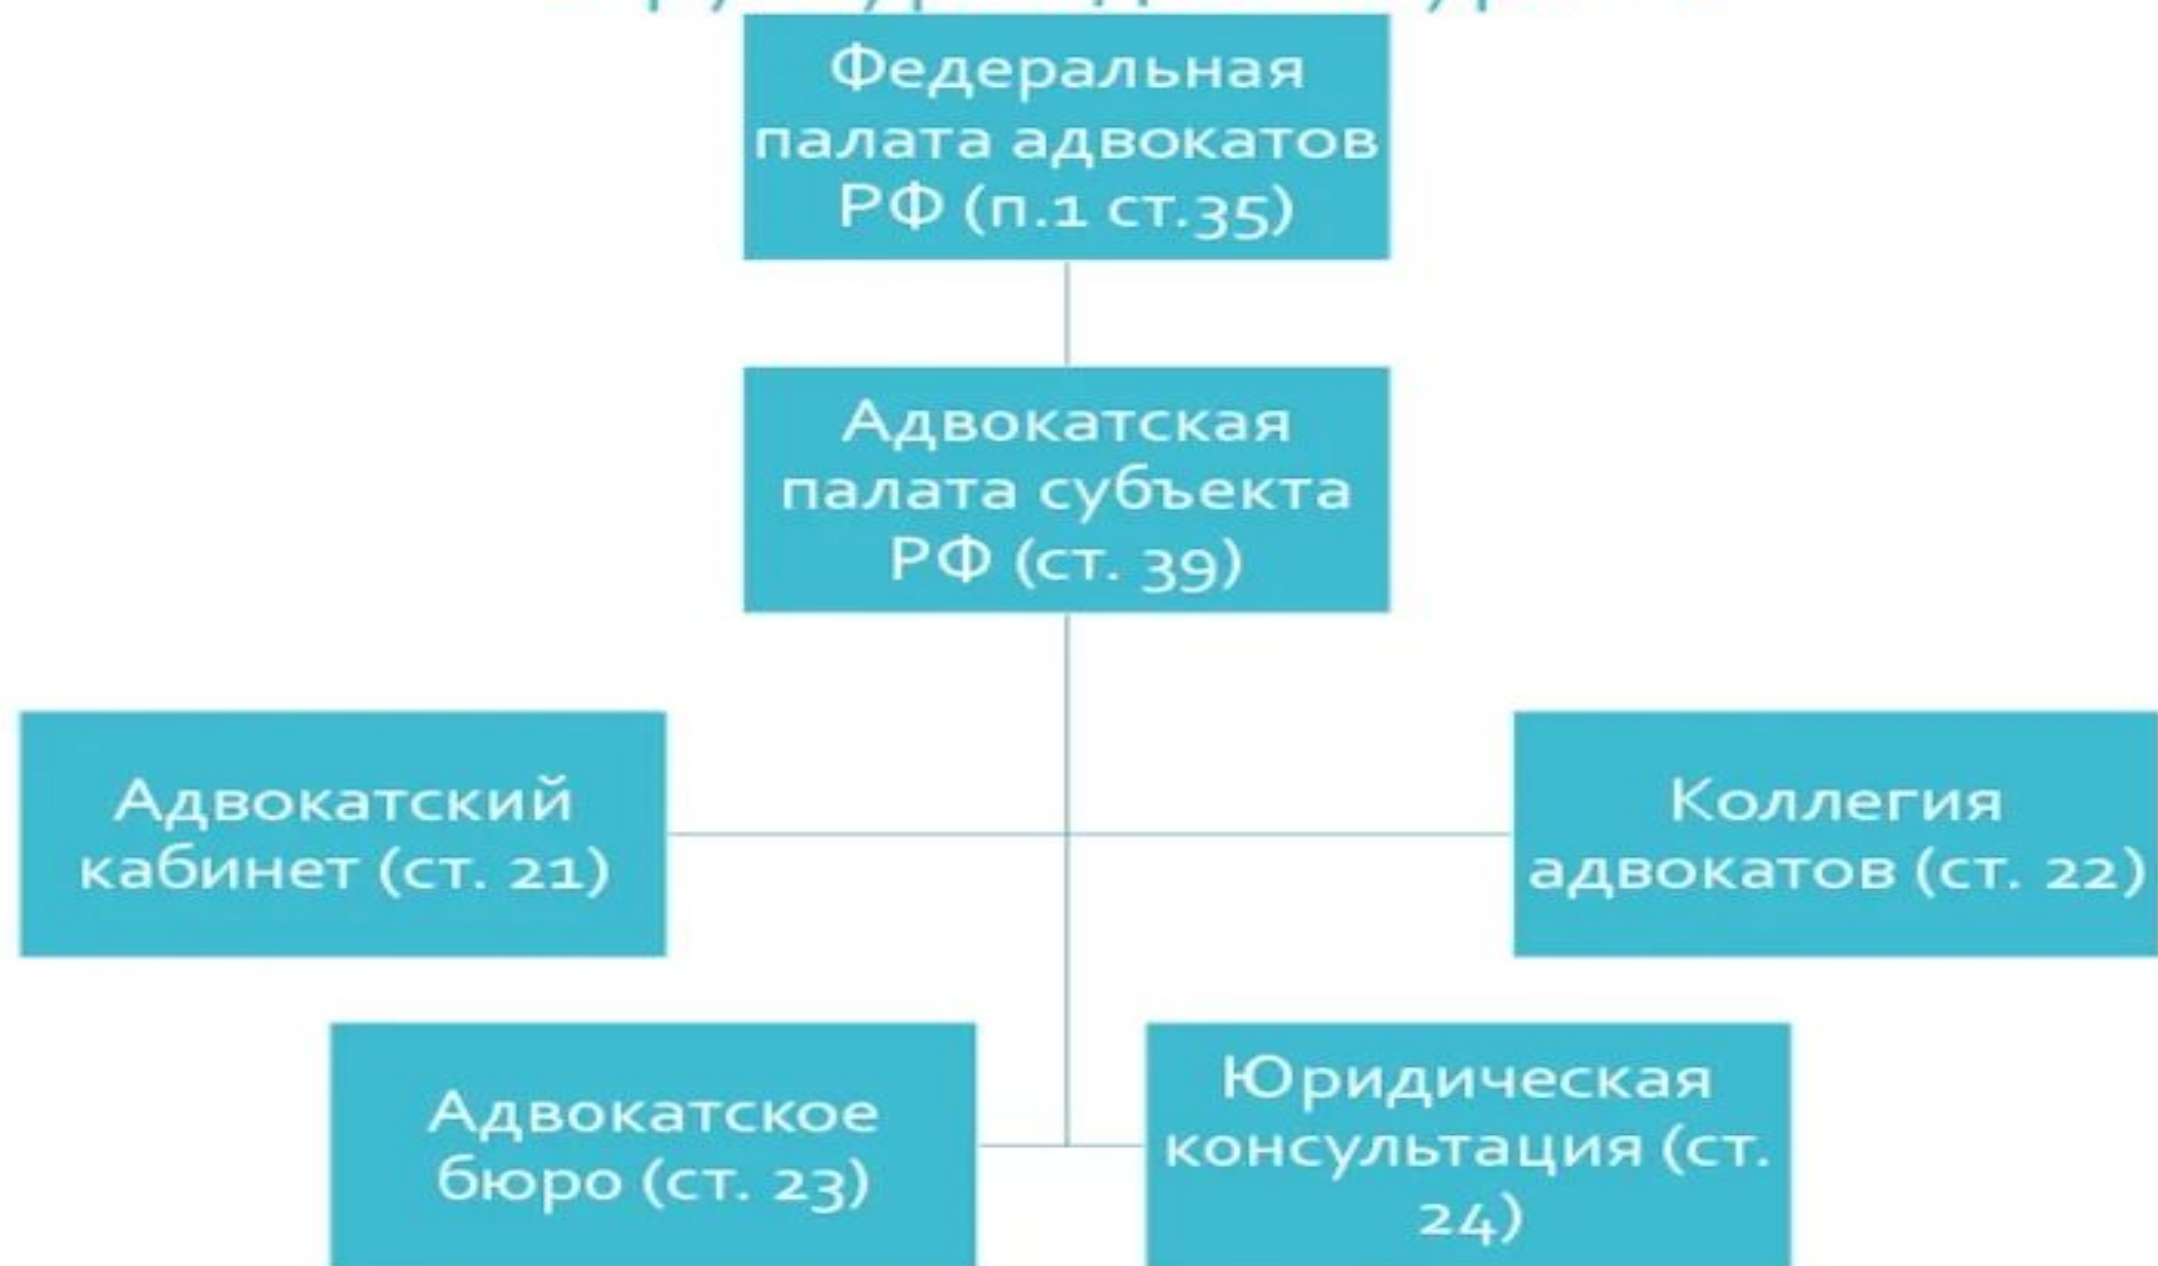 Федеральная
палата адвокатов
РФ (п.1 ст.35)
Адвокатская
палата субъекта
РФ (ст. 39)
Адвокатский
кабинет (ст. 21)
Коллегия
адвокатов (ст. 22)
Адвокатское
бюро (ст. 23)
Юридическая
консультация (ст.
24)